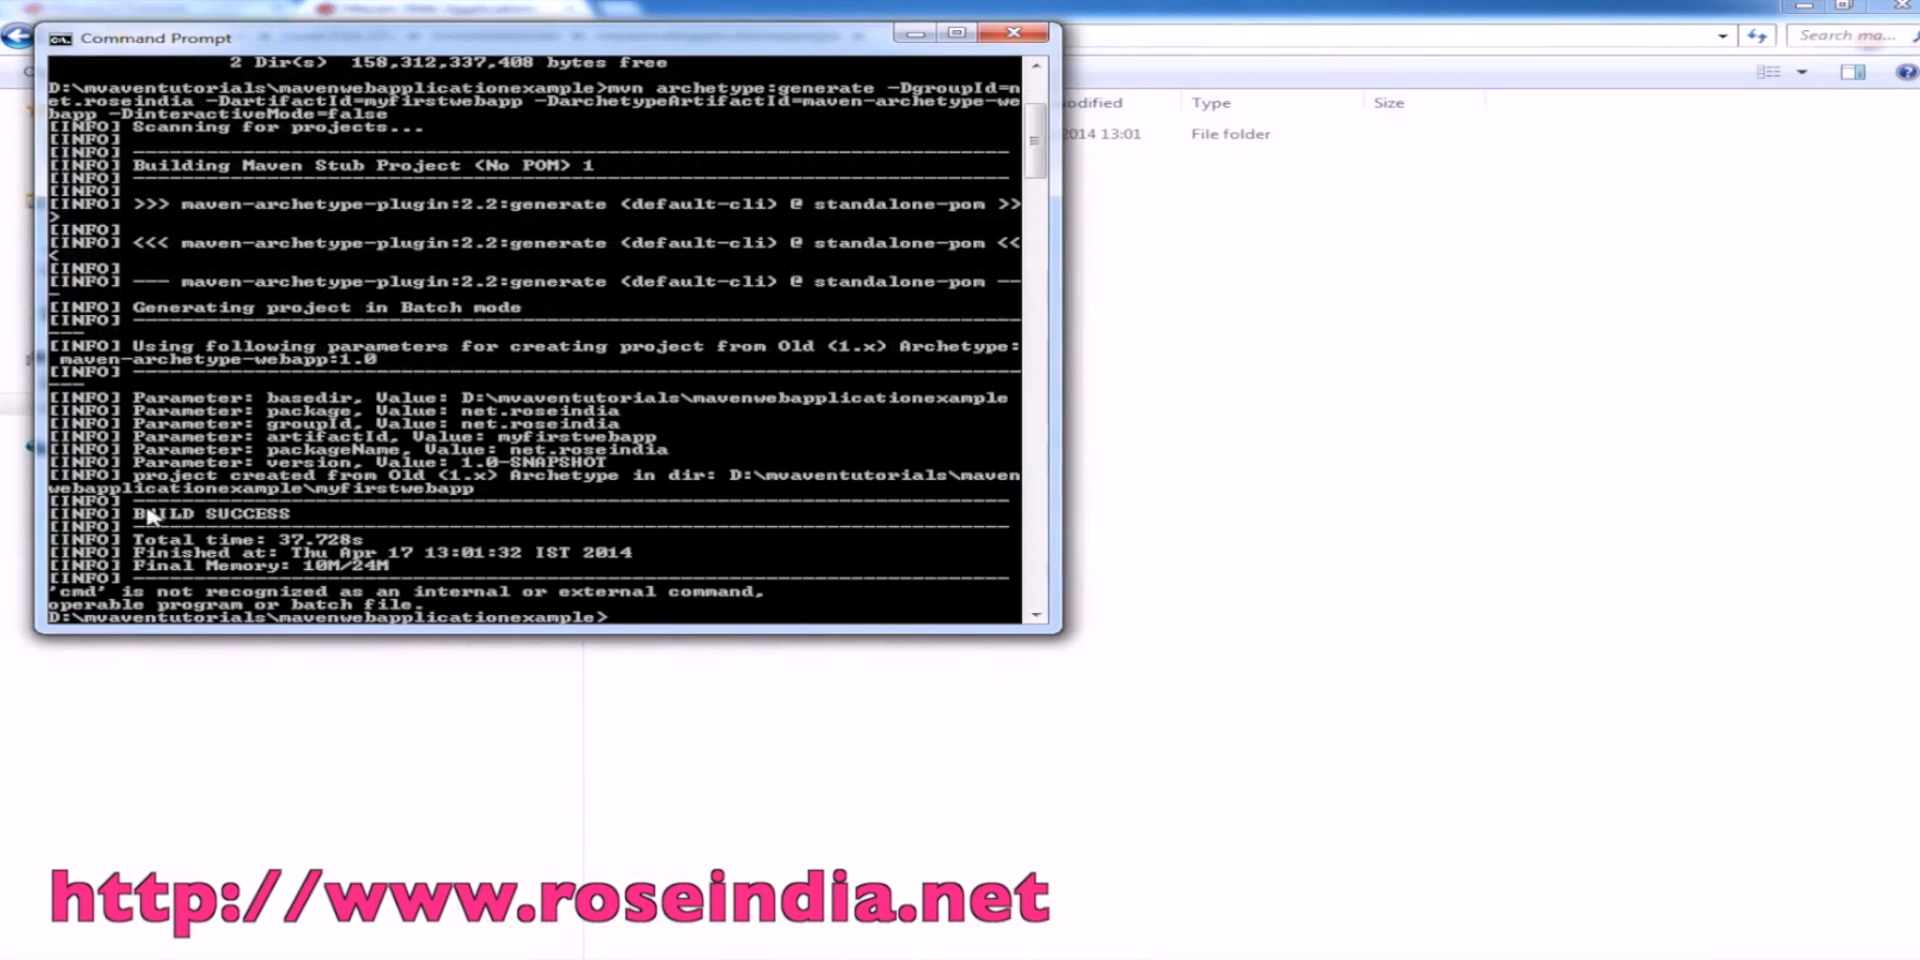 Command Prompt
Search ma...
2 Dir(s)  158,312,337,408 bytes free
D:\mvaventutorials\mavenwebapplicationexample>mvn archetype:generate -DgroupId=n
et.roseindia -DartifactId=myfirstwebapp -DarchetypeArtifactId=maven-archetype-we
bapp -DinteractiveMode=false
[INFO] Scanning for projects...
[INFO]
[INFO] ------------------------------------------------------------------------
[INFO] Building Maven Stub Project (No POM) 1
[INFO] ------------------------------------------------------------------------
[INFO]
[INFO] >>> maven-archetype-plugin:2.2:generate (default-cli) @ standalone-pom >>
>
[INFO]
[INFO] <<< maven-archetype-plugin:2.2:generate (default-cli) @ standalone-pom <<
<
[INFO]
[INFO] --- maven-archetype-plugin:2.2:generate (default-cli) @ standalone-pom --
-
[INFO] Generating project in Batch mode
[INFO] -------------------------------------------------------------------------
---
[INFO] Using following parameters for creating project from Old (1.x) Archetype:
maven-archetype-webapp:1.0
[INFO] -------------------------------------------------------------------------
---
[INFO] Parameter: basedir, Value: D:\mvaventutorials\mavenwebapplicationexample
[INFO] Parameter: package, Value: net.roseindia
[INFO] Parameter: groupId, Value: net.roseindia
[INFO] Parameter: artifactId, Value: myfirstwebapp
[INFO] Parameter: packageName, Value: net.roseindia
[INFO] Parameter: version, Value: 1.0-SNAPSHOT
[INFO] project created from Old (1.x) Archetype in dir: D:\mvaventutorials\maven
webapplicationexample\myfirstwebapp
[INFO] ------------------------------------------------------------------------
[INFO] BUILD SUCCESS
[INFO] ------------------------------------------------------------------------
[INFO] Total time: 37.728s
[INFO] Finished at: Thu Apr 17 13:01:32 IST 2014
[INFO] Final Memory: 10M/24M
[INFO] ------------------------------------------------------------------------
'cmd' is not recognized as an internal or external command,
operable program or batch file.
D:\mvaventutorials\mavenwebapplicationexample>
odified Type Size
2014 13:01 File folder
http://www.roseindia.net